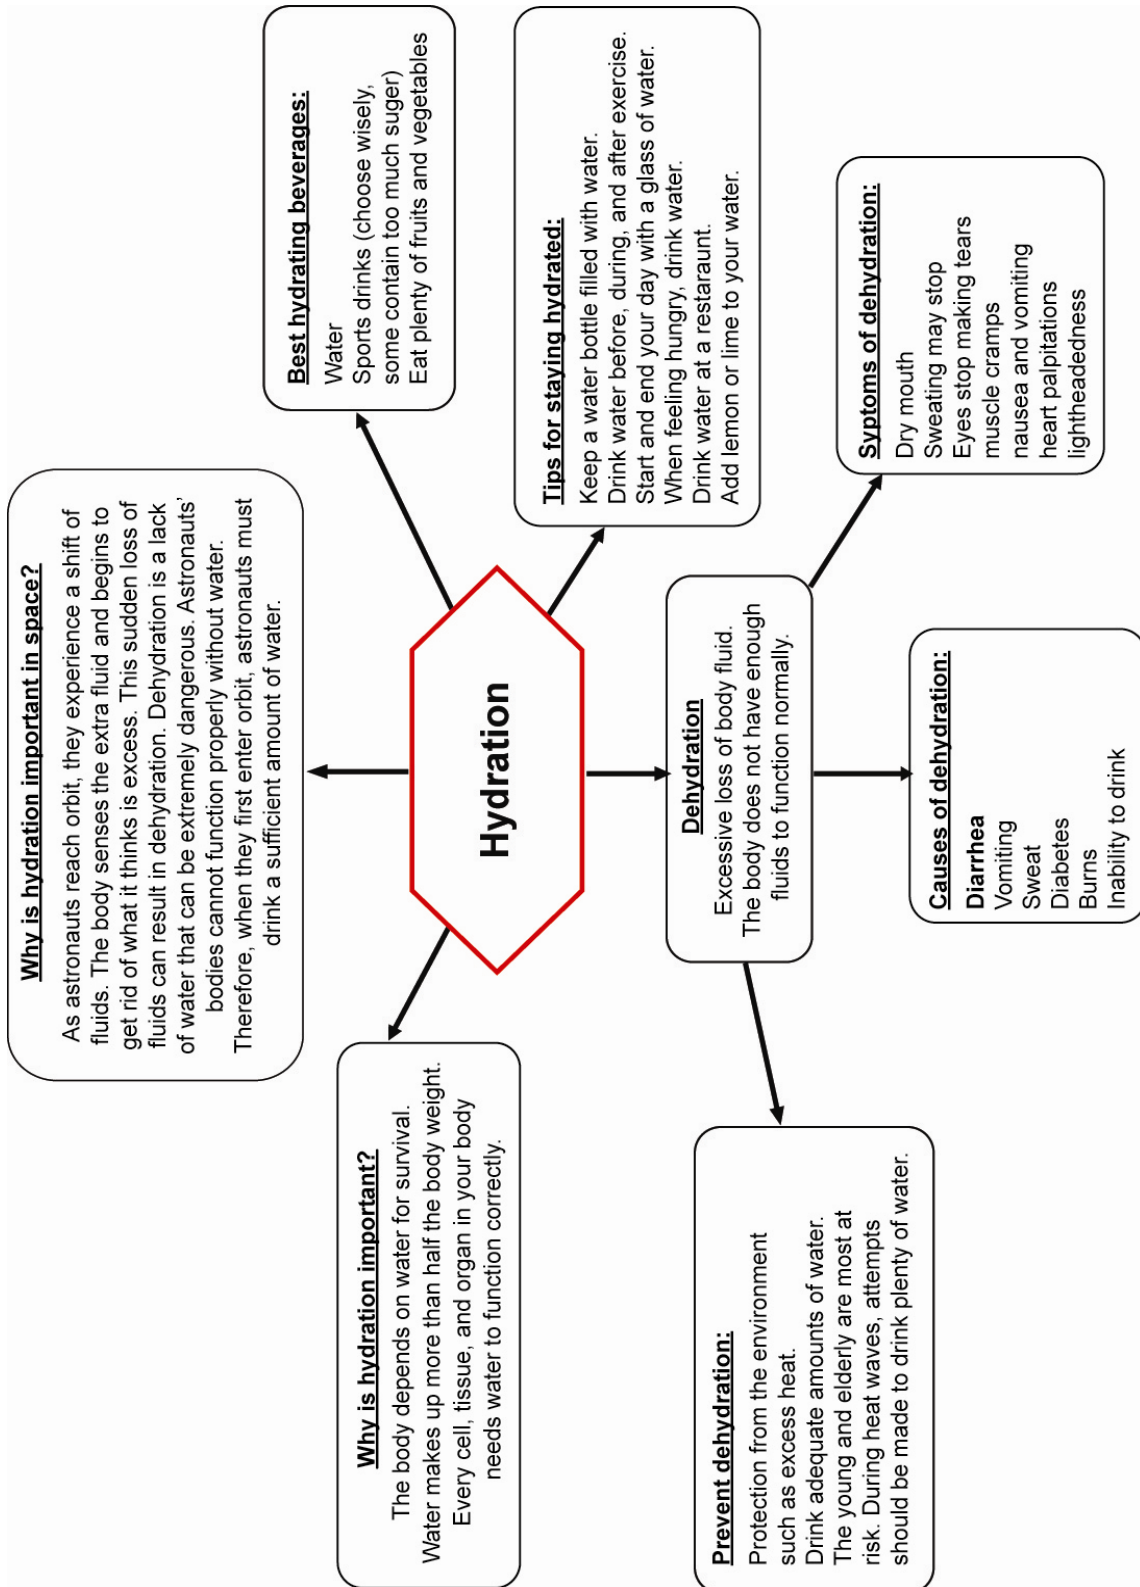 Why is hydration important in space?
As astronauts reach orbit, they experience a shift of
fluids. The body senses the extra fluid and begins to
get rid of what it thinks is excess. This sudden loss of
fluids can result in dehydration. Dehydration is a lack
of water that can be extremely dangerous. Astronauts’
bodies cannot function properly without water.
Therefore, when they first enter orbit, astronauts must
drink a sufficient amount of water.
Why is hydration important?
The body depends on water for survival.
Water makes up more than half the body weight.
Every cell, tissue, and organ in your body
needs water to function correctly.
Hydration
Best hydrating beverages:
Water
Sports drinks (choose wisely,
some contain too much suger)
Eat plenty of fruits and vegetables
Tips for staying hydrated:
Keep a water bottle filled with water.
Drink water before, during, and after exercise.
Start and end your day with a glass of water.
When feeling hungry, drink water.
Drink water at a restaraunt.
Add lemon or lime to your water.
Dehydration
Excessive loss of body fluid.
The body does not have enough
fluids to function normally.
Prevent dehydration:
Protection from the environment
such as excess heat.
Drink adequate amounts of water.
The young and elderly are most at
risk. During heat waves, attempts
should be made to drink plenty of water.
Causes of dehydration:
Diarrhea
Vomiting
Sweat
Diabetes
Burns
Inability to drink
Syptoms of dehydration:
Dry mouth
Sweating may stop
Eyes stop making tears
muscle cramps
nausea and vomiting
heart palpitations
lightheadedness